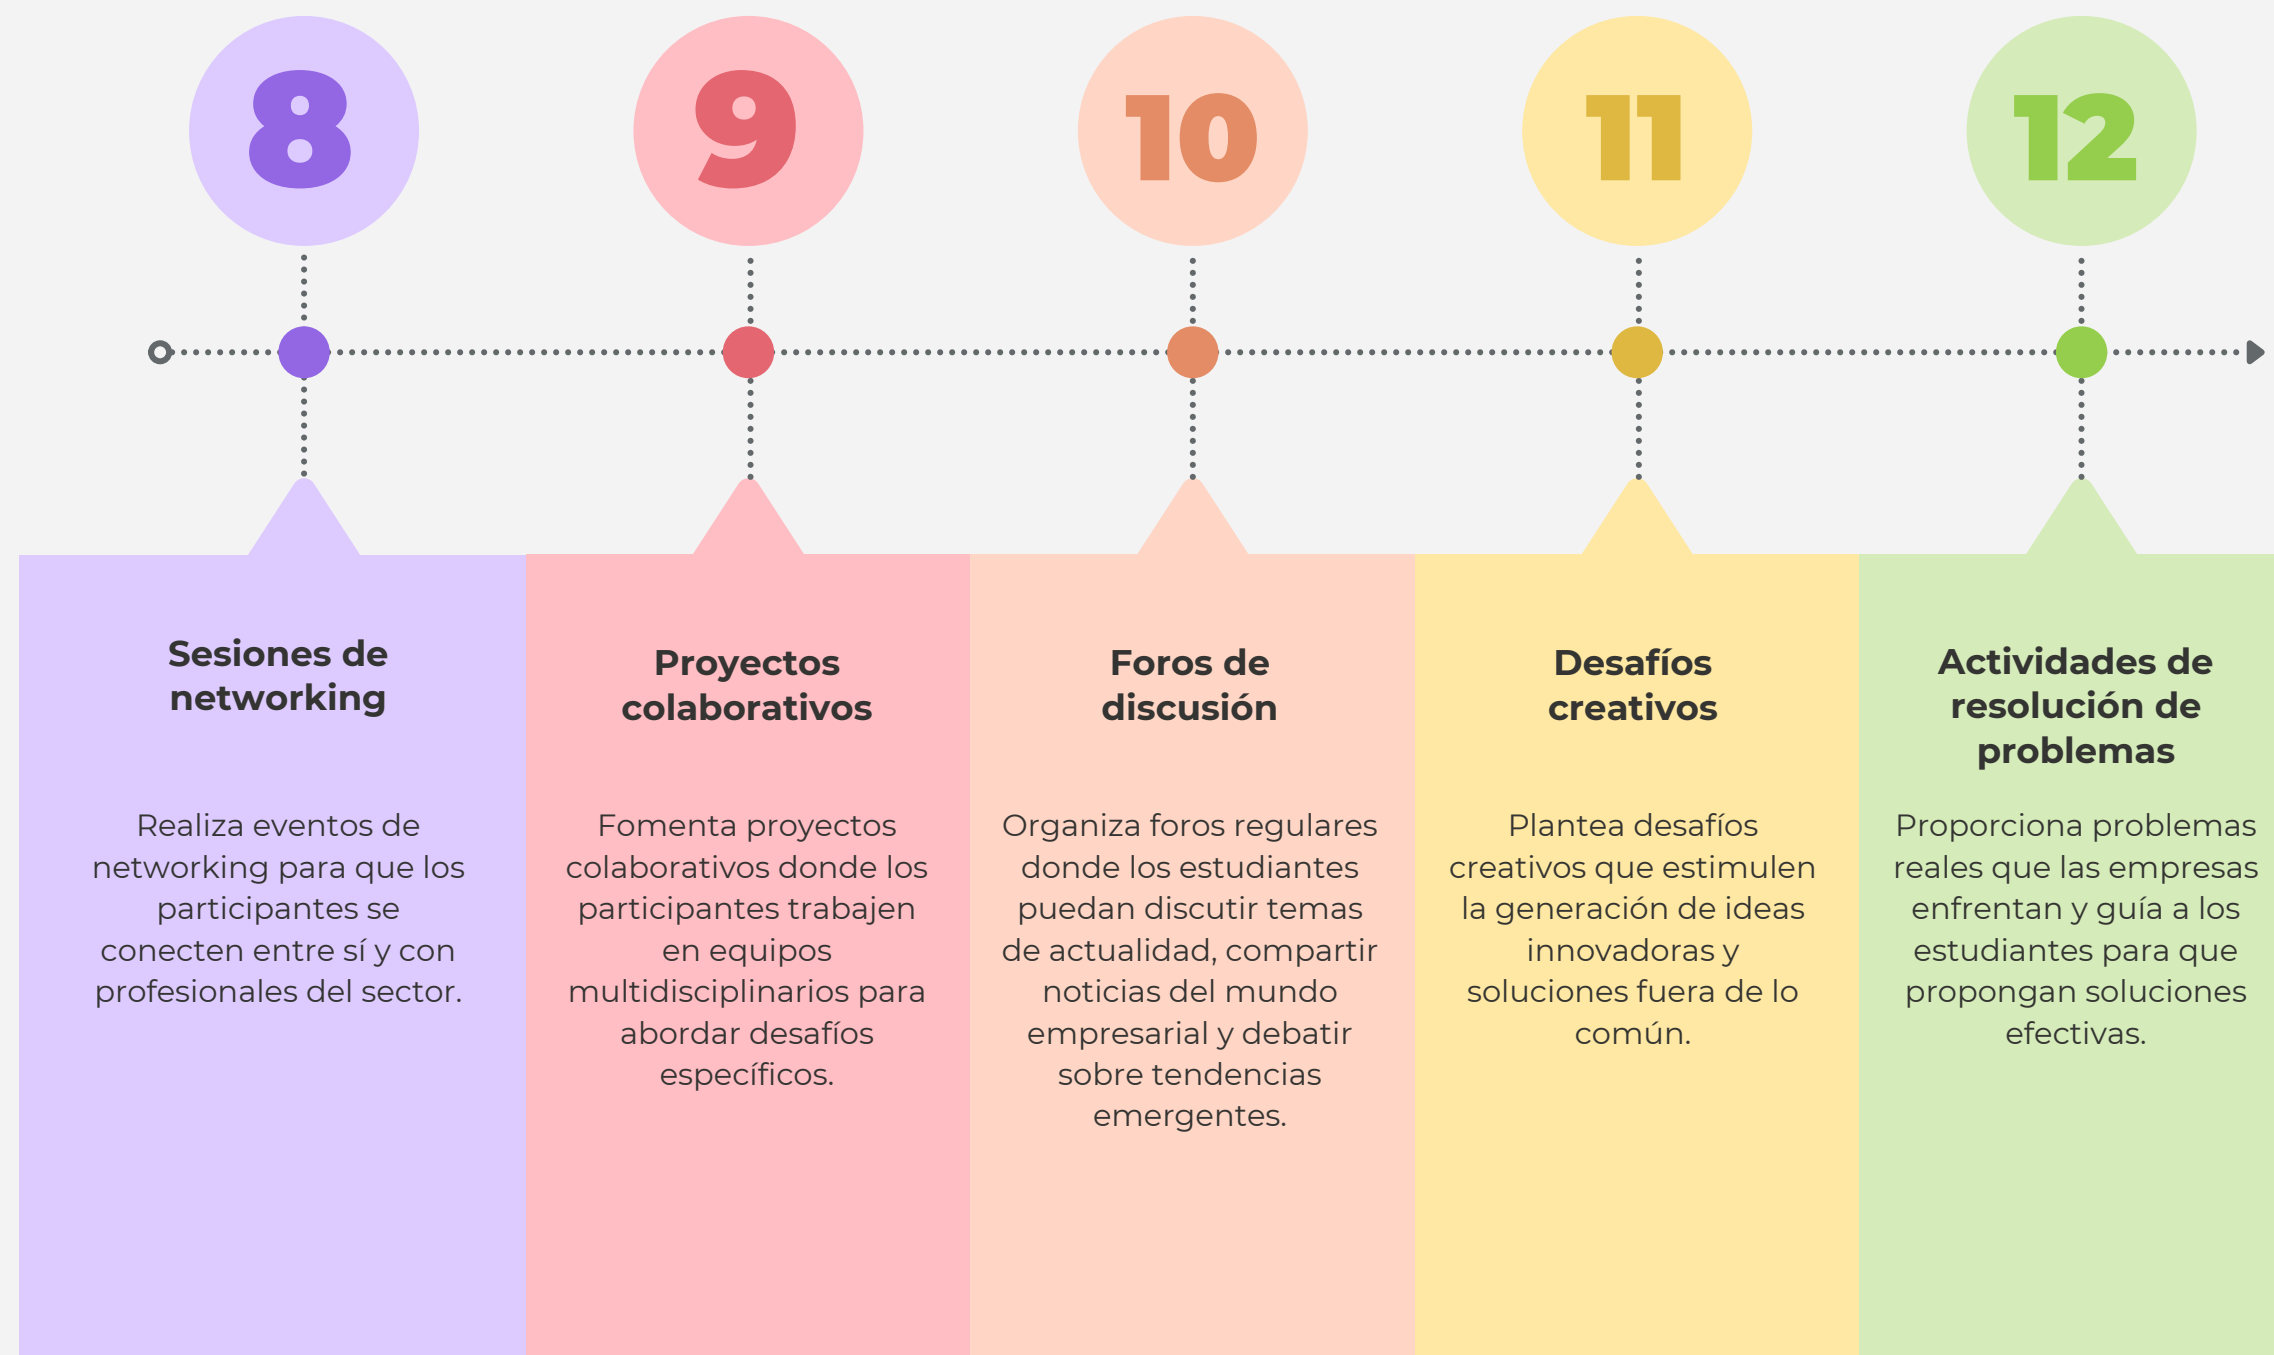 8
9
10
11
12
Sesiones de
networking
Realiza eventos de
networking para que los
participantes se
conecten entre sí y con
profesionales del sector.
Proyectos
colaborativos
Fomenta proyectos
colaborativos donde los
participantes trabajen
en equipos
multidisciplinarios para
abordar desafíos
específicos.
Foros de
discusión
Organiza foros regulares
donde los estudiantes
puedan discutir temas
de actualidad, compartir
noticias del mundo
empresarial y debatir
sobre tendencias
emergentes.
Desafíos
creativos
Plantea desafíos
creativos que estimulen
la generación de ideas
innovadoras y
soluciones fuera de lo
común.
Actividades de
resolución de
problemas
Proporciona problemas
reales que las empresas
enfrentan y guía a los
estudiantes para que
propongan soluciones
efectivas.